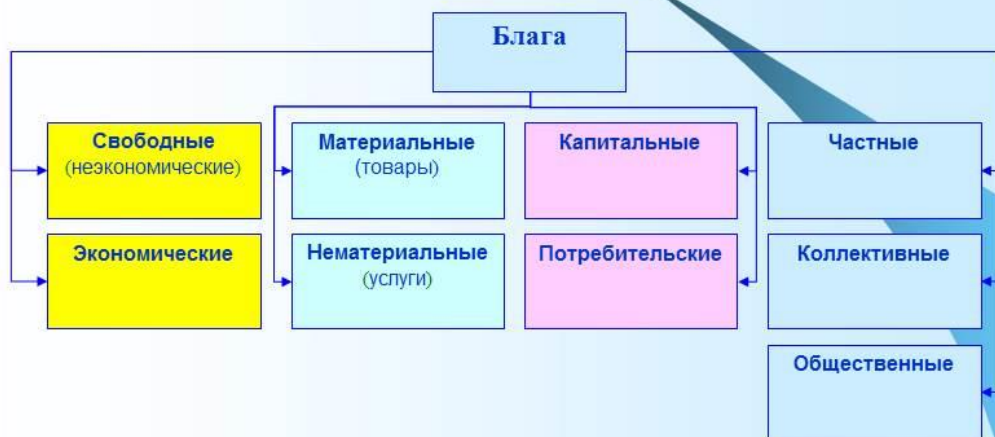 Блага
Свободные
(неэкономические)
Материальные
(товары)
Капитальные
Частные
Экономические
Нематериальные
(услуги)
Потребительские
Коллективные
Общественные